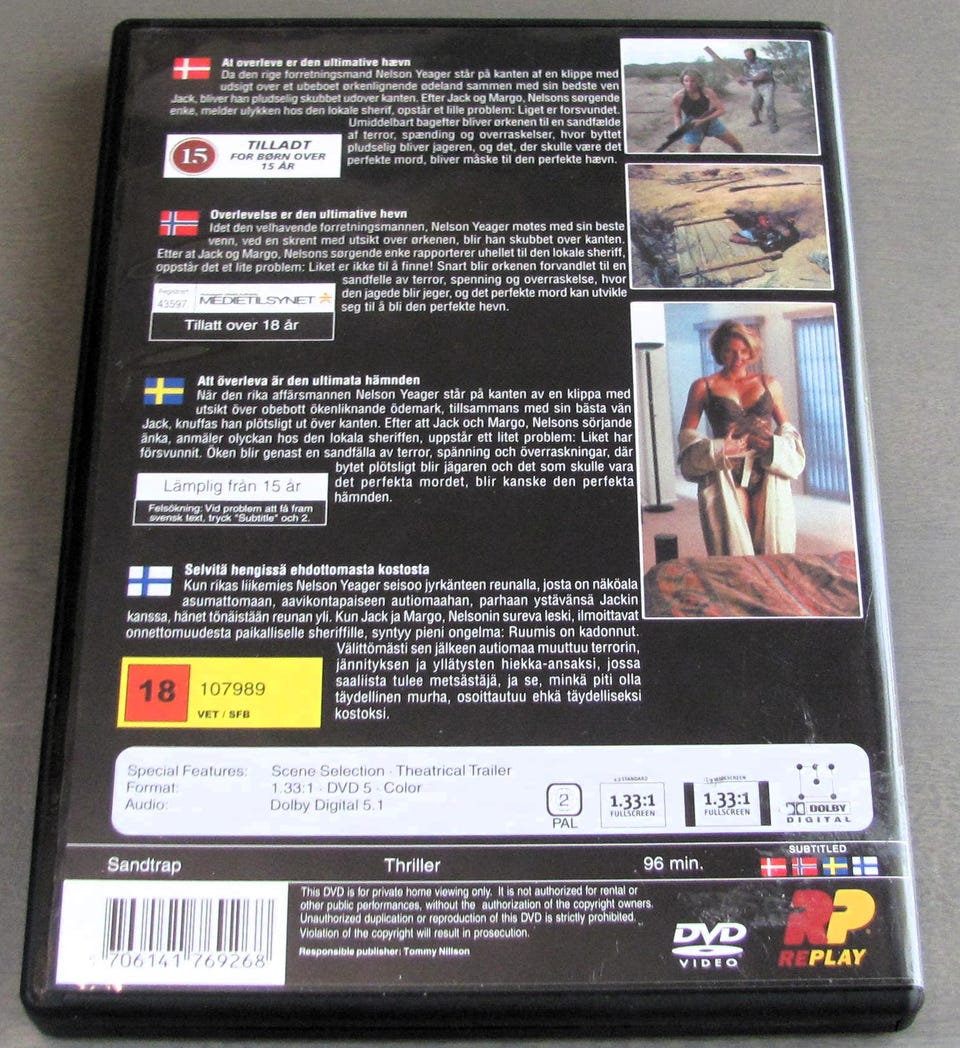 At overleve er den ultimative hævn
Da den rige forretningsmand Nelson Yeager står på kanten af en klippe med
udsigt over et ubeboet ørkenlignende ødeland sammen med sin bedste ven
Jack, bliver han pludselig skubbet udover kanten. Efter Jack og Margo, Nelsons sørgende
enke, melder ulykken hos den lokale sherif, opstår et lille problem: Liget er forsvundet.
Umiddelbart bagefter bliver ørkenen til en sandfælde
af terror, spænding og overraskelser, hvor byttet
pludselig bliver jageren, og det, der skulle være det
perfekte mord, bliver måske til den perfekte hævn.
15
TILLADT
FOR BØRN OVER
15 ÅR
Overlevelse er den ultimative hevn
Idet den velhavende forretningsmannen, Nelson Yeager møtes med sin beste
venn, ved en skrent med utsikt over ørkenen, blir han skubbet over kanten.
Efter at Jack og Margo, Nelsons sørgende enke rapporterer uhellet til den lokale sheriff,
oppstår det et lite problem: Liket er ikke til å finne! Snart blir ørkenen forvandlet til en
sandfelle av terror, spenning og overraskelse, hvor
den jagede blir jeger, og det perfekte mord kan utvikle
seg til å bli den perfekte hevn.
Registrert
43597
MEDIETILSYNET
Tillatt over 18 år
Att överleva är den ultimata hämnden
När den rika affärsmannen Nelson Yeager står på kanten av en klippa med
utsikt över obebott ökenliknande ödemark, tillsammans med sin bästa vän
Jack, knuffas han plötsligt ut över kanten. Efter att Jack och Margo, Nelsons sörjande
änka, anmäler olyckan hos den lokala sheriffen, uppstår ett litet problem: Liket har
försvunnit. Öken blir genast en sandfälla av terror, spänning och överraskningar, där
bytet plötsligt blir jägaren och det som skulle vara
det perfekta mordet, blir kanske den perfekta
hämnden.
Lämplig från 15 år
Felsökning: Vid problem att få fram
svensk text, tryck "Subtitle" och 2.
Selvitä hengissä ehdottomasta kostosta
Kun rikas liikemies Nelson Yeager seisoo jyrkänteen reunalla, josta on näköala
asumattomaan, aavikontapaiseen autiomaahan, parhaan ystävänsä Jackin
kanssa, hänet tönäistään reunan yli. Kun Jack ja Margo, Nelsonin sureva leski, ilmoittavat
onnettomuudesta paikalliselle sheriffille, syntyy pieni ongelma: Ruumis on kadonnut.
Välittömästi sen jälkeen autiomaa muuttuu terrorin,
jännityksen ja yllätysten hiekka-ansaksi, jossa
saaliista tulee metsästäjä, ja se, minkä piti olla
täydellinen murha, osoittautuu ehkä täydelliseksi
kostoksi.
18
107989
VET / SFB
Special Features: Scene Selection · Theatrical Trailer
Format: 1.33:1 · DVD 5 · Color
Audio: Dolby Digital 5.1
2
PAL
STANDARD
1.33:1
FULLSCREEN
WIDESCREEN
1.33:1
FULLSCREEN
DOLBY
DIGITAL
Sandtrap Thriller 96 min.
SUBTITLED
This DVD is for private home viewing only. It is not authorized for rental or
other public performances, without the authorization of the copyright owners.
Unauthorized duplication or reproduction of this DVD is strictly prohibited.
Violation of the copyright will result in prosecution.
Responsible publisher: Tommy Nillson
5 706141 769268
DVD
VIDEO
RP
REPLAY